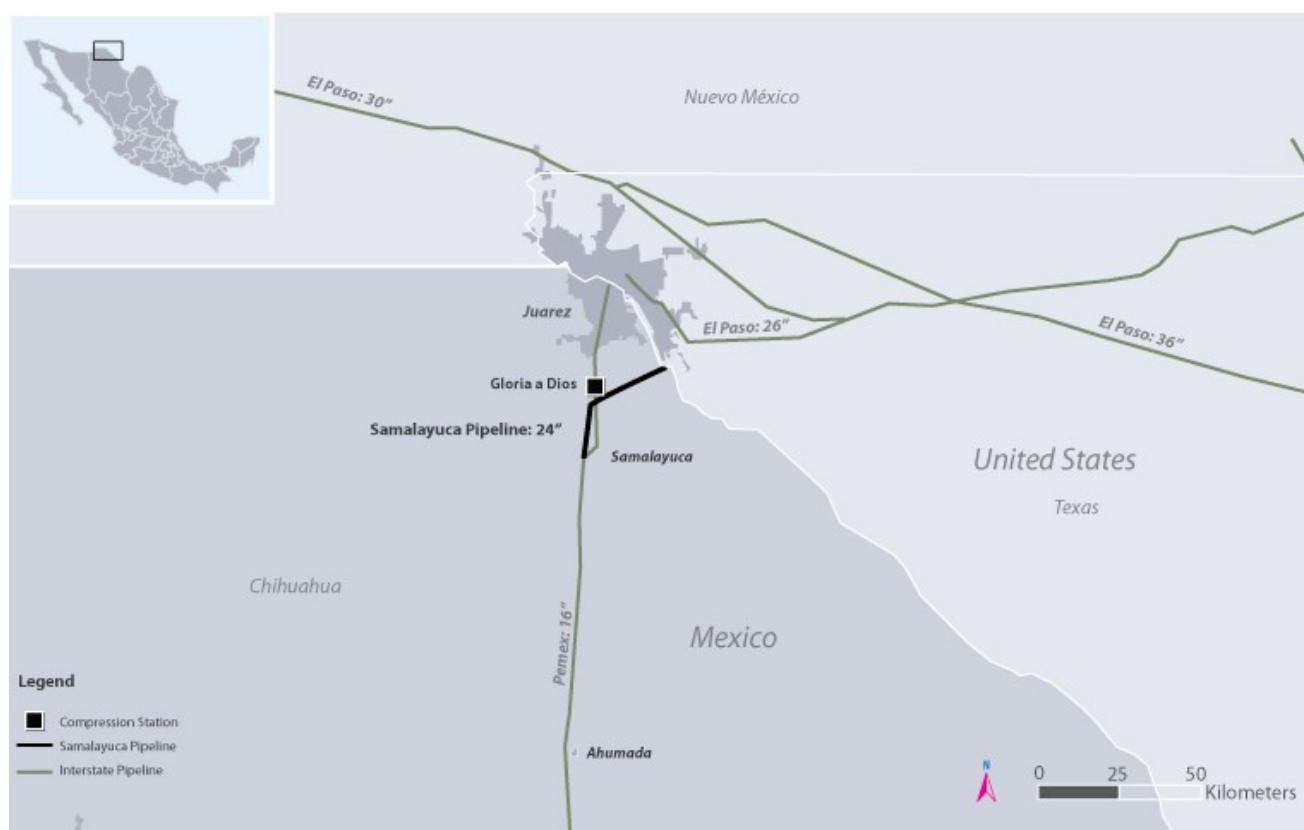 El Paso: 30”
Nuevo México
Juarez
El Paso: 26”
El Paso: 36”
Gloria a Dios
Samalayuca Pipeline: 24”
Samalayuca
United States
Texas
Chihuahua
Pemex: 16”
Mexico
Legend
Compression Station
Samalayuca Pipeline
Interstate Pipeline
Ahumada
N
0 25 50
Kilometers